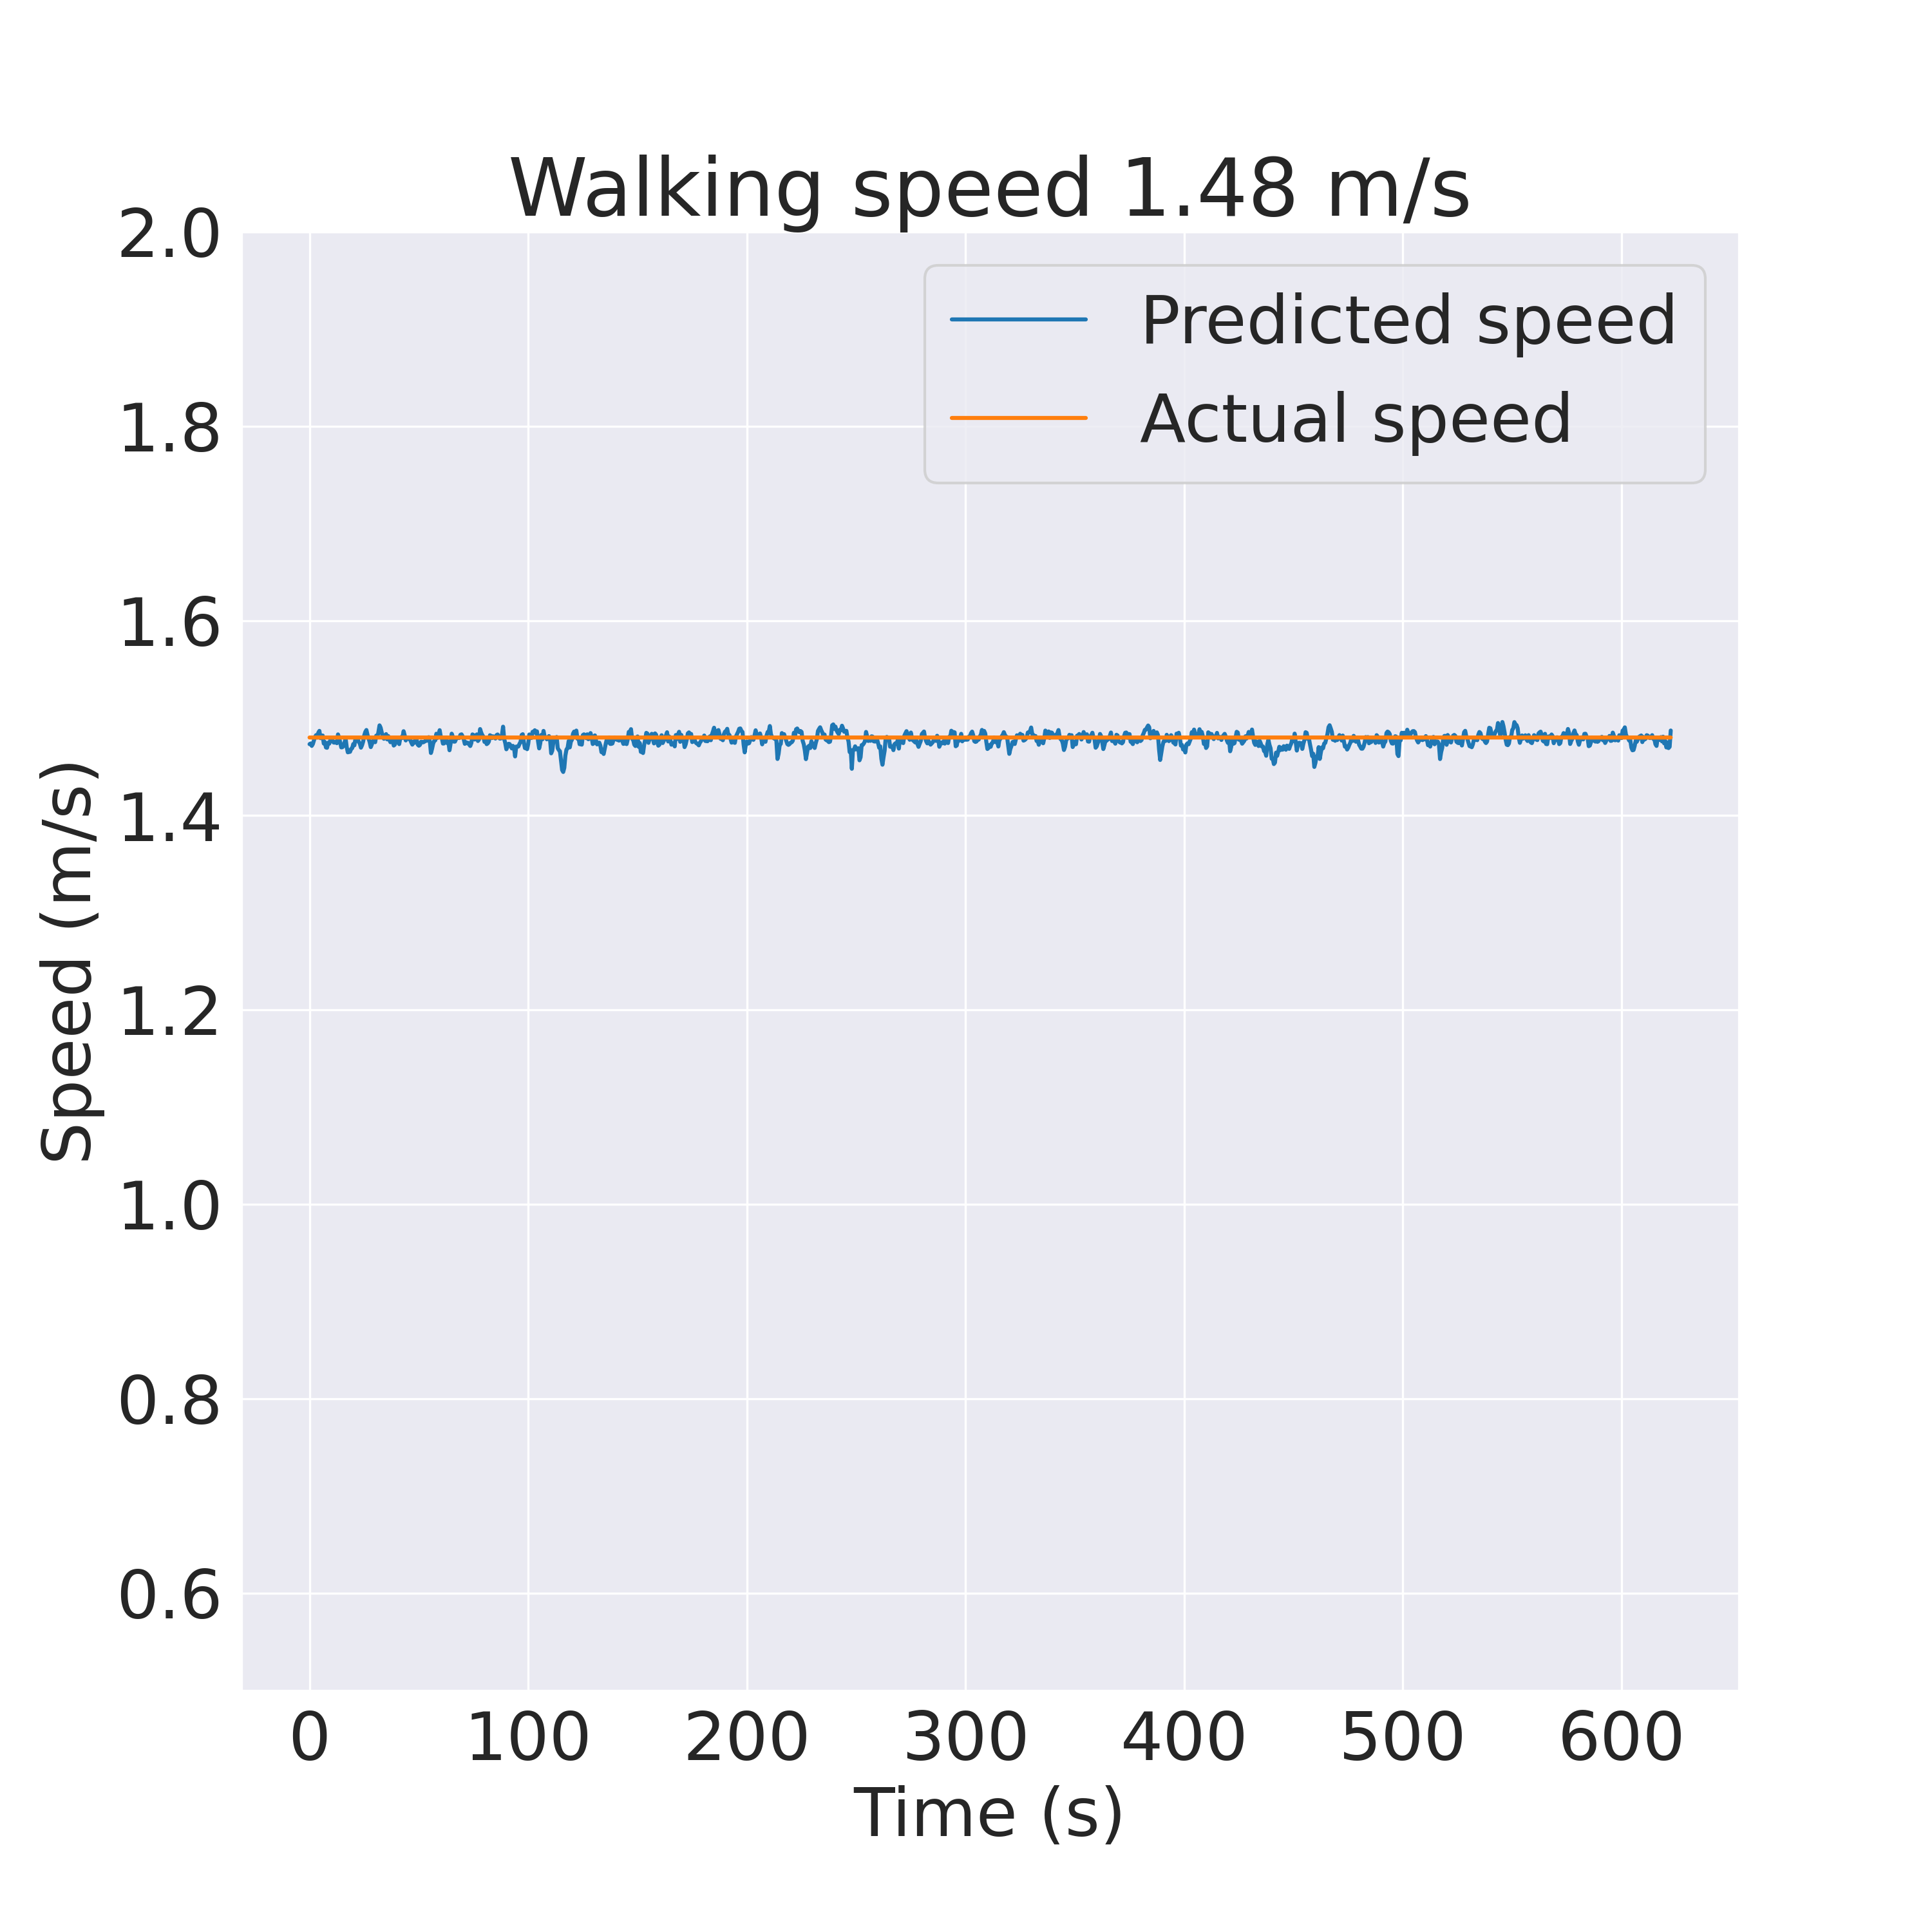 Walking speed 1.48 m/s
Predicted speed
Actual speed
2.0
1.8
1.6
1.4
1.2
1.0
0.8
0.6
Speed (m/s)
0 100 200 300 400 500 600
Time (s)